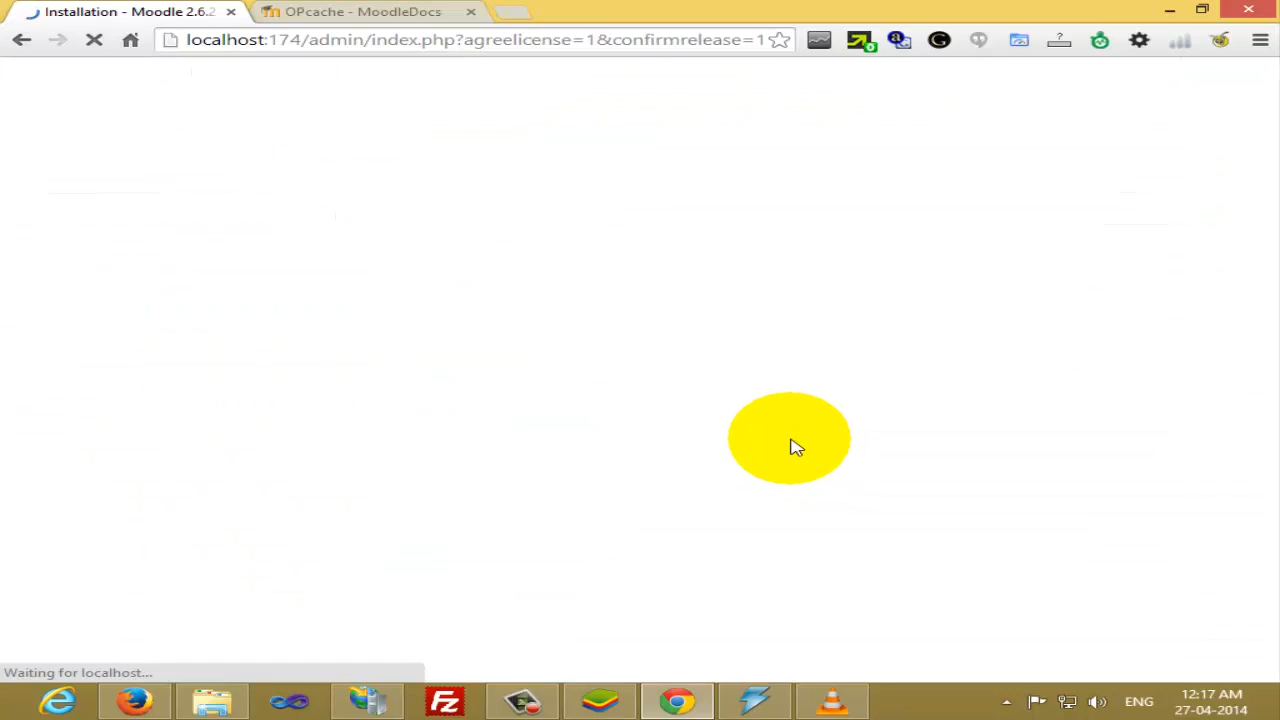 Installation - Moodle 2.6.2
OPcache - MoodleDocs
localhost:174/admin/index.php?agreelicense=1&confirmrelease=1
Waiting for localhost...
ENG
12:17 AM
27-04-2014